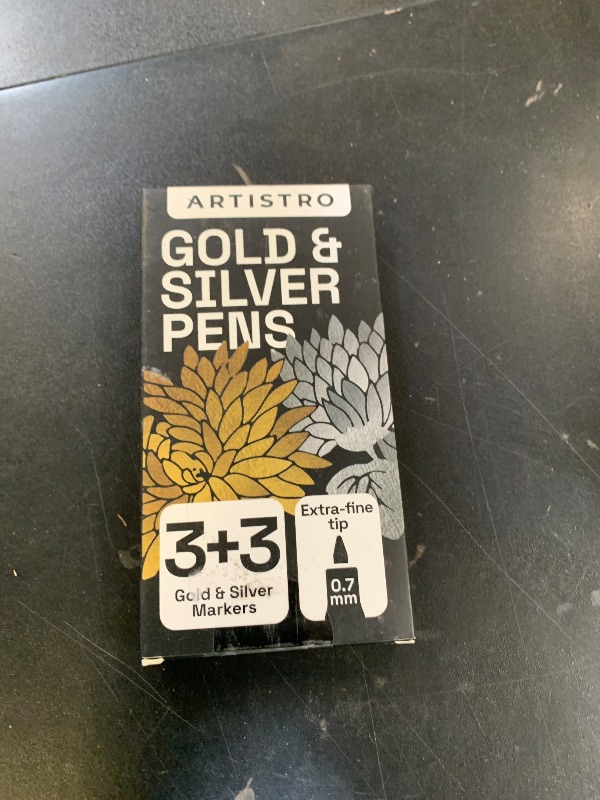 ARTISTRO
GOLD &
SILVER
PENS
3+3
Gold & Silver
Markers
Extra-fine
tip
0.7
mm